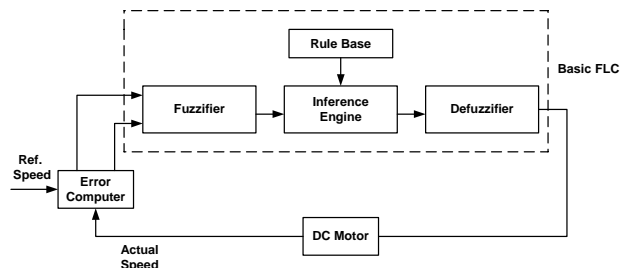 Rule Base
Basic FLC
Fuzzifier
Inference
Engine
Defuzzifier
Ref.
Speed
Error
Computer
DC Motor
Actual
Speed